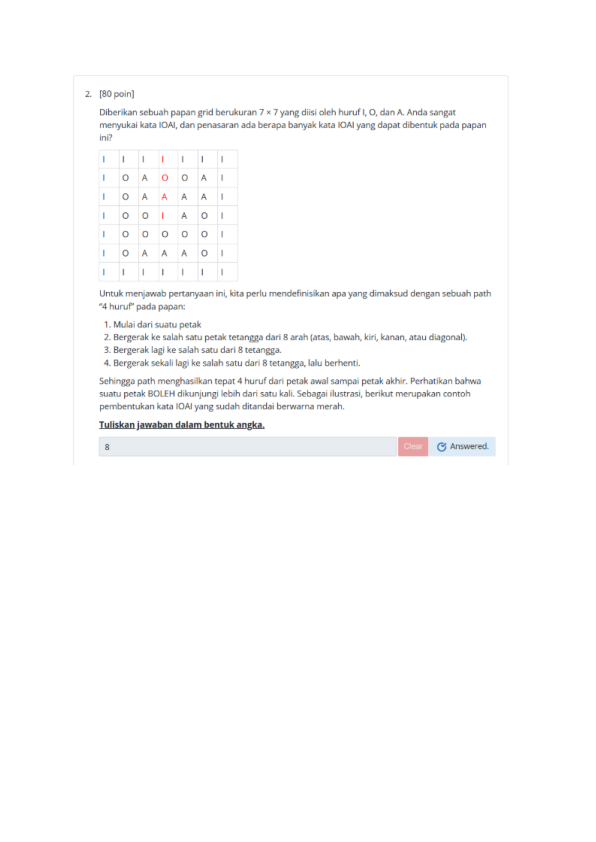 2. [80 poin]
Diberikan sebuah papan grid berukuran 7 × 7 yang diisi oleh huruf I, O, dan A. Anda sangat
menyukai kata IOAI, dan penasaran ada berapa banyak kata IOAI yang dapat dibentuk pada papan
ini?
I I I I I I I
I O A O O A I
I O A A A A I
I O O I A O I
I O O O O O I
I O A A A O I
I I I I I I I
Untuk menjawab pertanyaan ini, kita perlu mendefinisikan apa yang dimaksud dengan sebuah path
“4 huruf” pada papan:
1. Mulai dari suatu petak
2. Bergerak ke salah satu petak tetangga dari 8 arah (atas, bawah, kiri, kanan, atau diagonal).
3. Bergerak lagi ke salah satu dari 8 tetangga.
4. Bergerak sekali lagi ke salah satu dari 8 tetangga, lalu berhenti.
Sehingga path menghasilkan tepat 4 huruf dari petak awal sampai petak akhir. Perhatikan bahwa
suatu petak BOLEH dikunjungi lebih dari satu kali. Sebagai ilustrasi, berikut merupakan contoh
pembentukan kata IOAI yang sudah ditandai berwarna merah.
Tuliskan jawaban dalam bentuk angka.
8 Clear Answered.